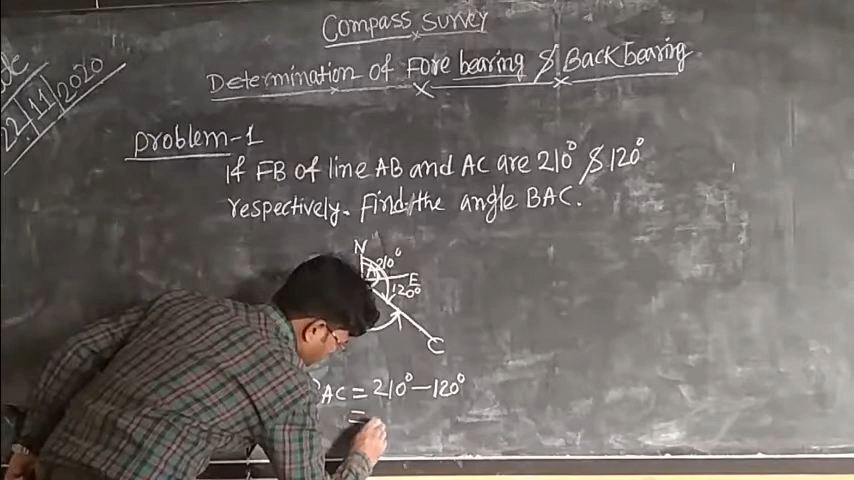 Compass Survey
Determination of Fore bearing & Back bearing
22/11/2020
Problem-1
If FB of line AB and AC are 210° & 120°
respectively. Find the angle BAC.
N
210°
A
E
120°
C
AC = 210° - 120°
=